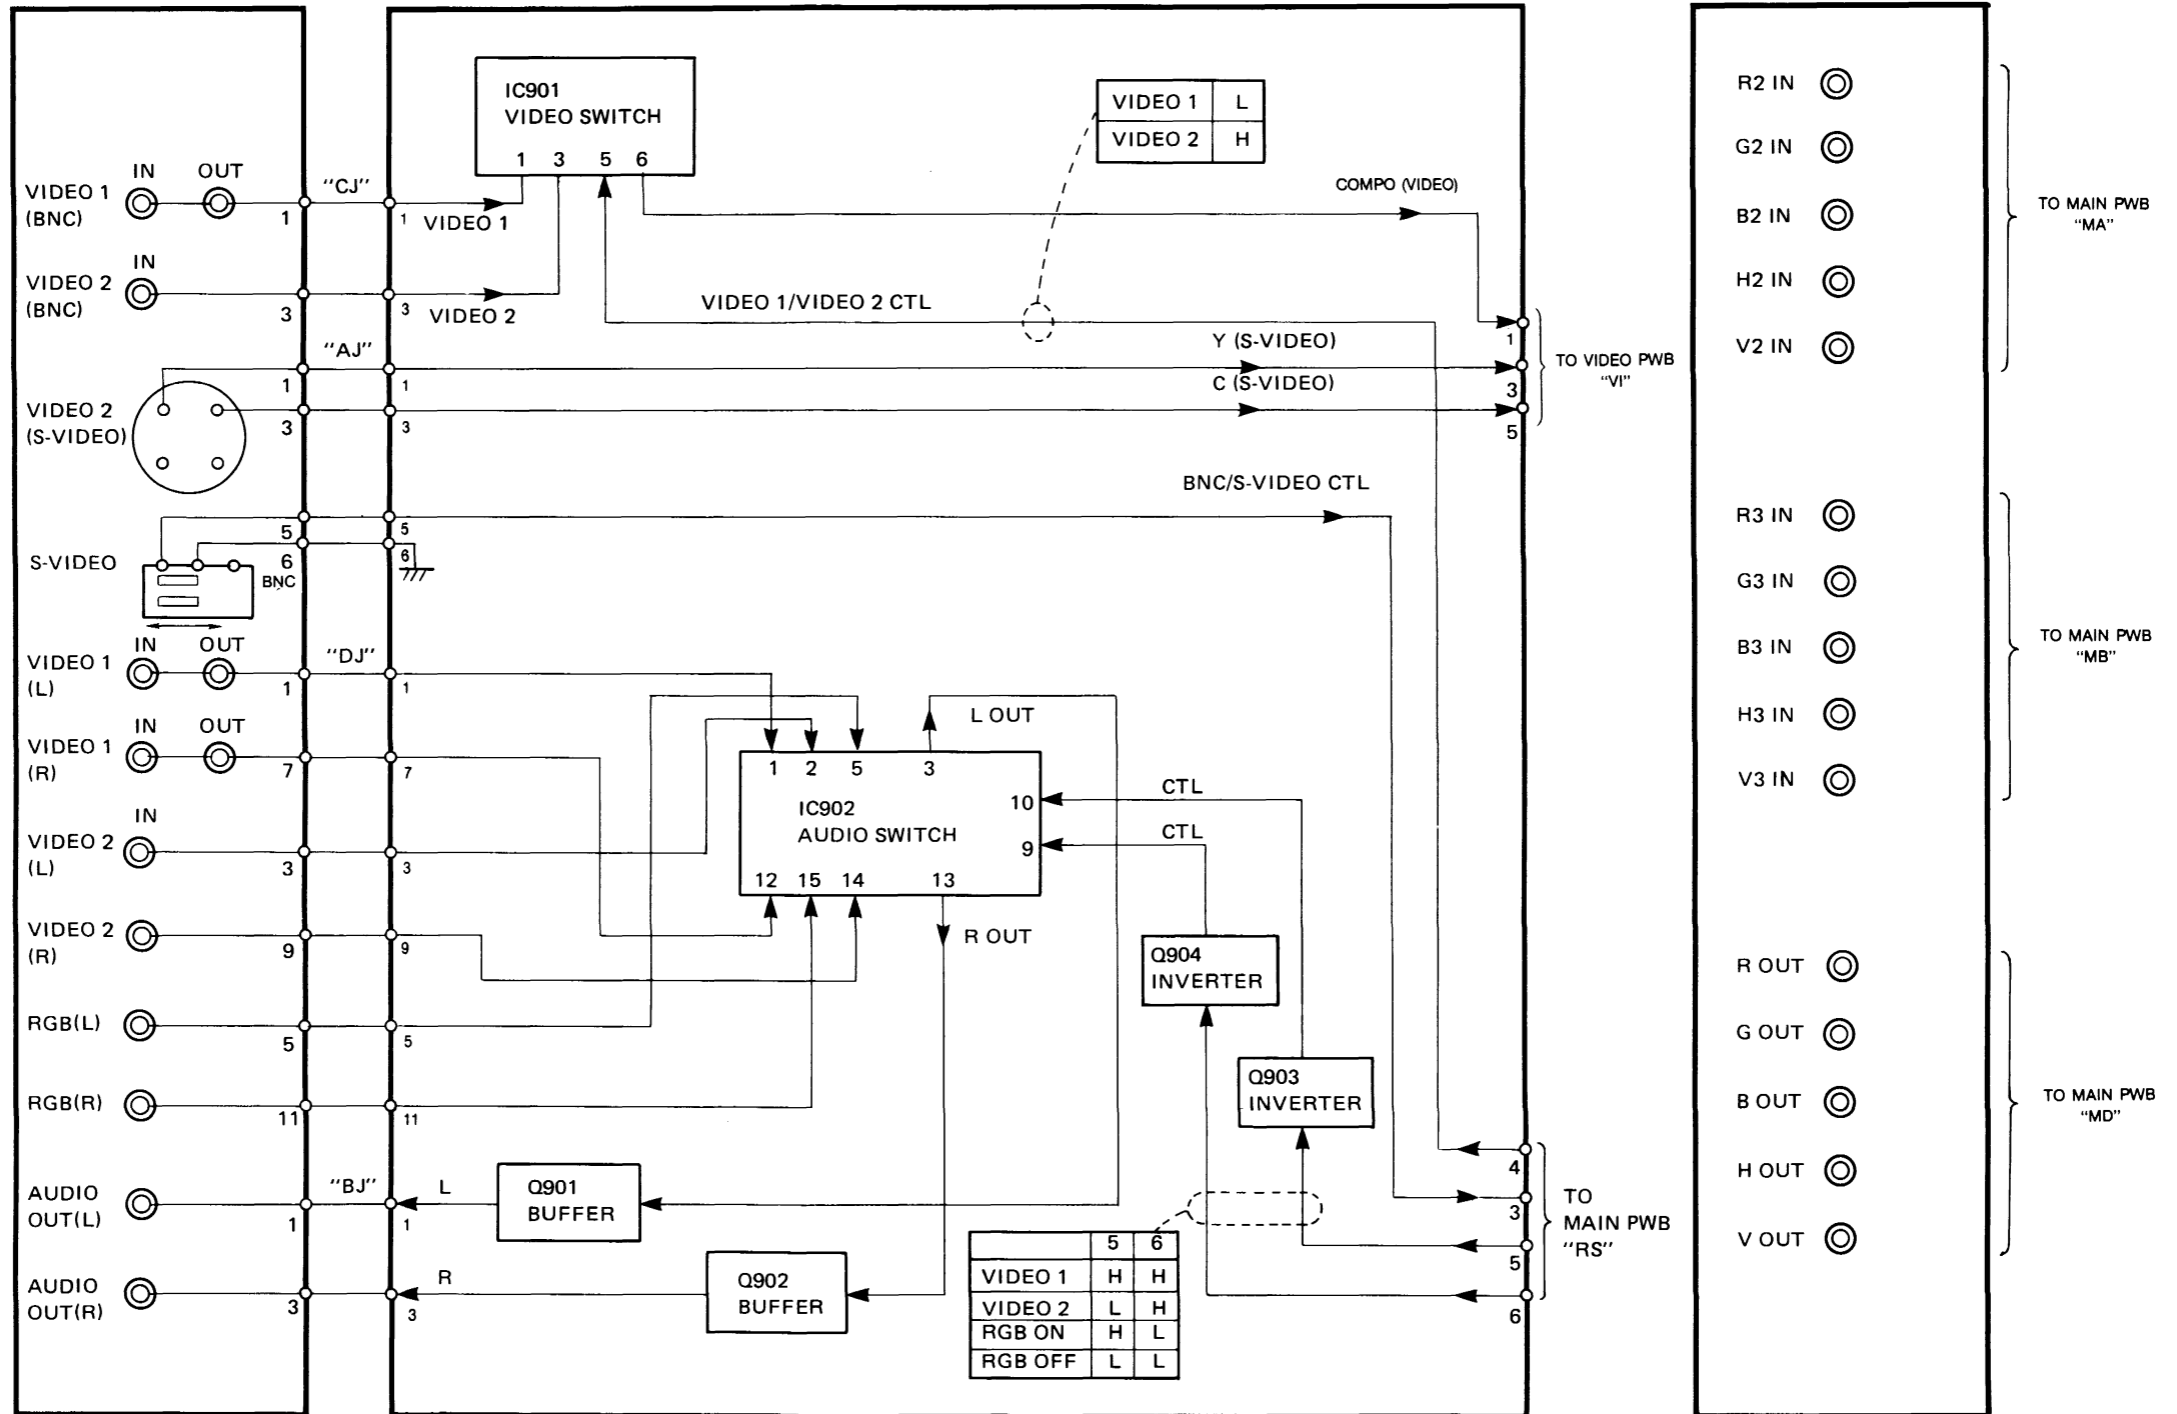 IC901
VIDEO SWITCH
1 3 5 6
VIDEO 1 L
VIDEO 2 H
COMPO (VIDEO)
IN OUT
VIDEO 1
(BNC)
1
"CJ"
1
VIDEO 1
IN
VIDEO 2
(BNC)
3
3
VIDEO 2
VIDEO 1/VIDEO 2 CTL
"AJ"
1
1
Y (S-VIDEO)
C (S-VIDEO)
VIDEO 2
(S-VIDEO)
3
3
1
3
5
TO VIDEO PWB
"VI"
BNC/S-VIDEO CTL
5
5
6
6
S-VIDEO
BNC
IN OUT
VIDEO 1
(L)
1
"DJ"
1
IN OUT
VIDEO 1
(R)
7
7
IN
VIDEO 2
(L)
3
3
VIDEO 2
(R)
9
9
RGB(L)
5
5
RGB(R)
11
11
L OUT
1 2 5 3
IC902
AUDIO SWITCH
10
9
12 15 14 13
CTL
CTL
R OUT
Q904
INVERTER
Q903
INVERTER
AUDIO
OUT(L)
1
"BJ"
1
L
Q901
BUFFER
AUDIO
OUT(R)
3
3
R
Q902
BUFFER
5 6
VIDEO 1 H H
VIDEO 2 L H
RGB ON H L
RGB OFF L L
4
3
5
6
TO
MAIN PWB
"RS"
R2 IN
G2 IN
B2 IN
H2 IN
V2 IN
TO MAIN PWB
"MA"
R3 IN
G3 IN
B3 IN
H3 IN
V3 IN
TO MAIN PWB
"MB"
R OUT
G OUT
B OUT
H OUT
V OUT
TO MAIN PWB
"MD"